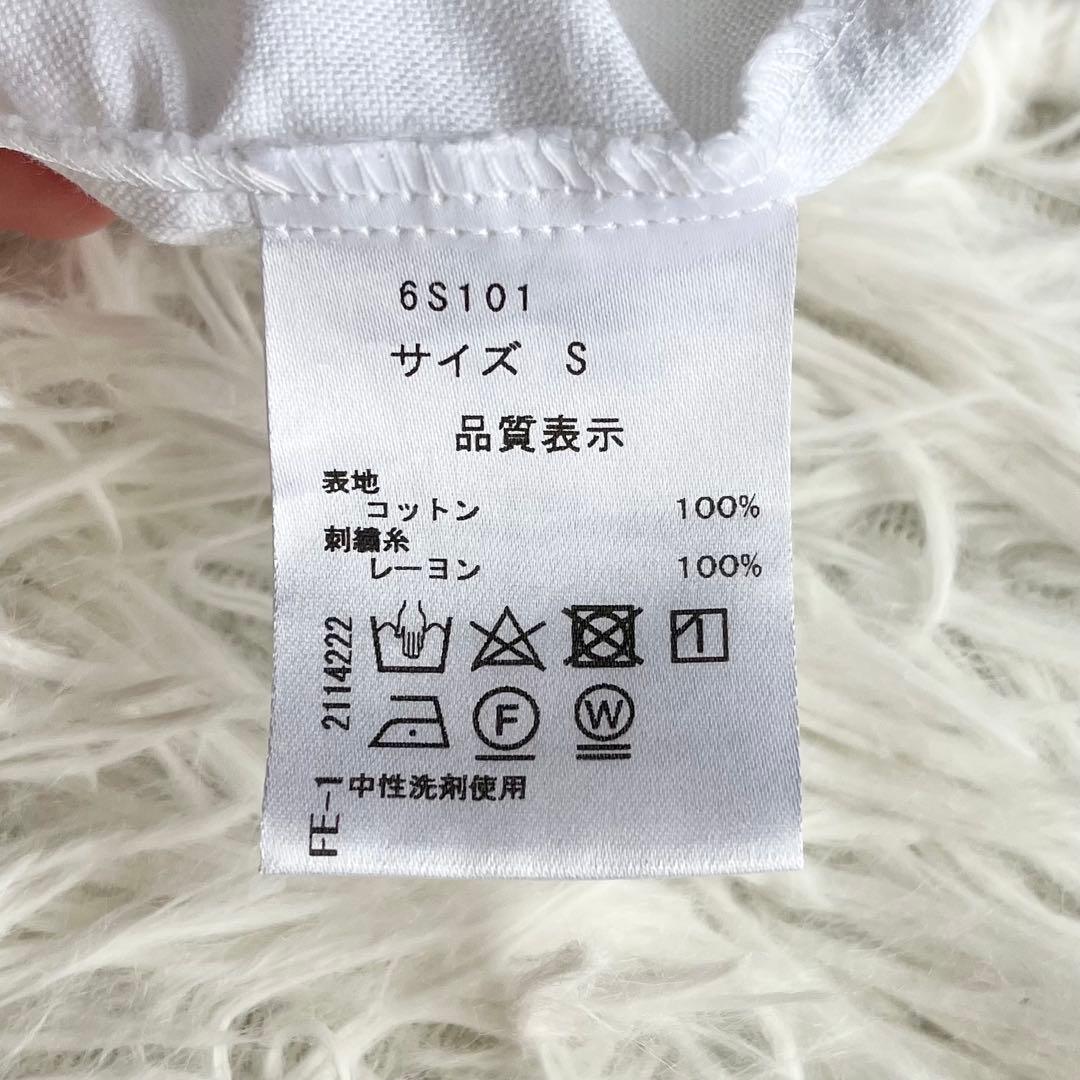 6S101
サイズ S
品質表示
表地
コットン 100%
刺繍糸
レーヨン 100%
1
F W
中性洗剤使用
FE-1 2114222